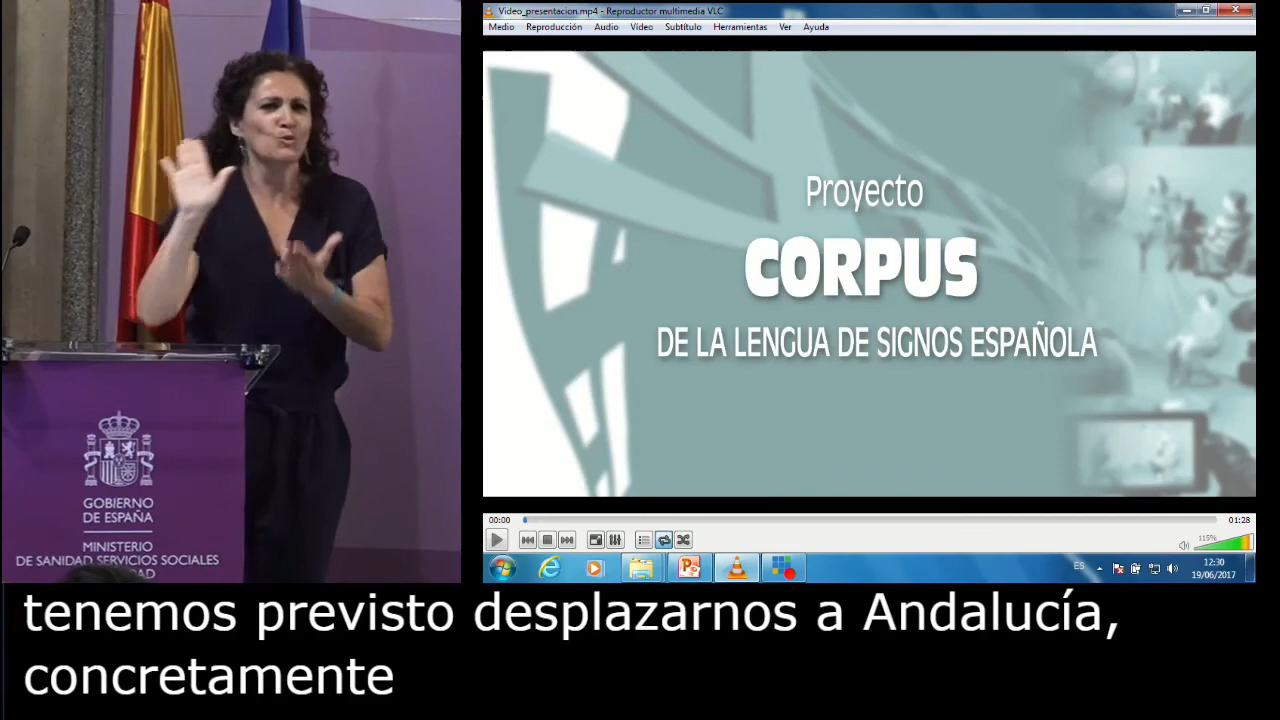 Video_presentacion.mp4 - Reproductor multimedia VLC
Medio Reproducción Audio Vídeo Subtítulo Herramientas Ver Ayuda
Proyecto
CORPUS
DE LA LENGUA DE SIGNOS ESPAÑOLA
GOBIERNO
DE ESPAÑA
MINISTERIO
DE SANIDAD SERVICIOS SOCIALES
00:00 01:28
115%
ES
12:30
19/06/2017
tenemos previsto desplazarnos a Andalucía,
concretamente